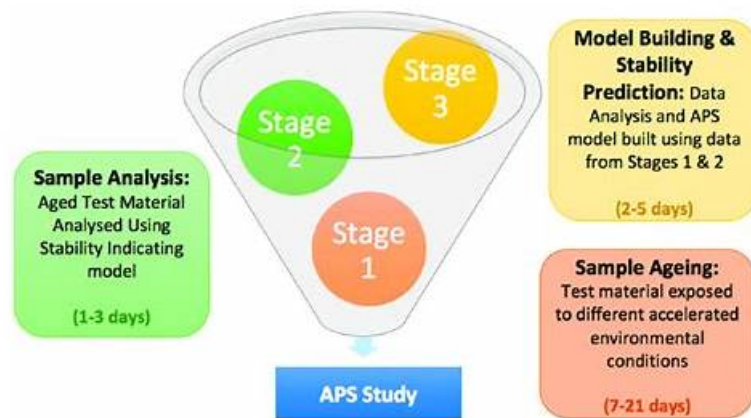 Stage
3
Stage
2
Stage
1
APS Study
Sample Analysis:
Aged Test Material
Analysed Using
Stability Indicating
model
(1-3 days)
Model Building &
Stability
Prediction: Data
Analysis and APS
model built using data
from Stages 1 & 2
(2-5 days)
Sample Ageing:
Test material exposed
to different accelerated
environmental
conditions
(7-21 days)